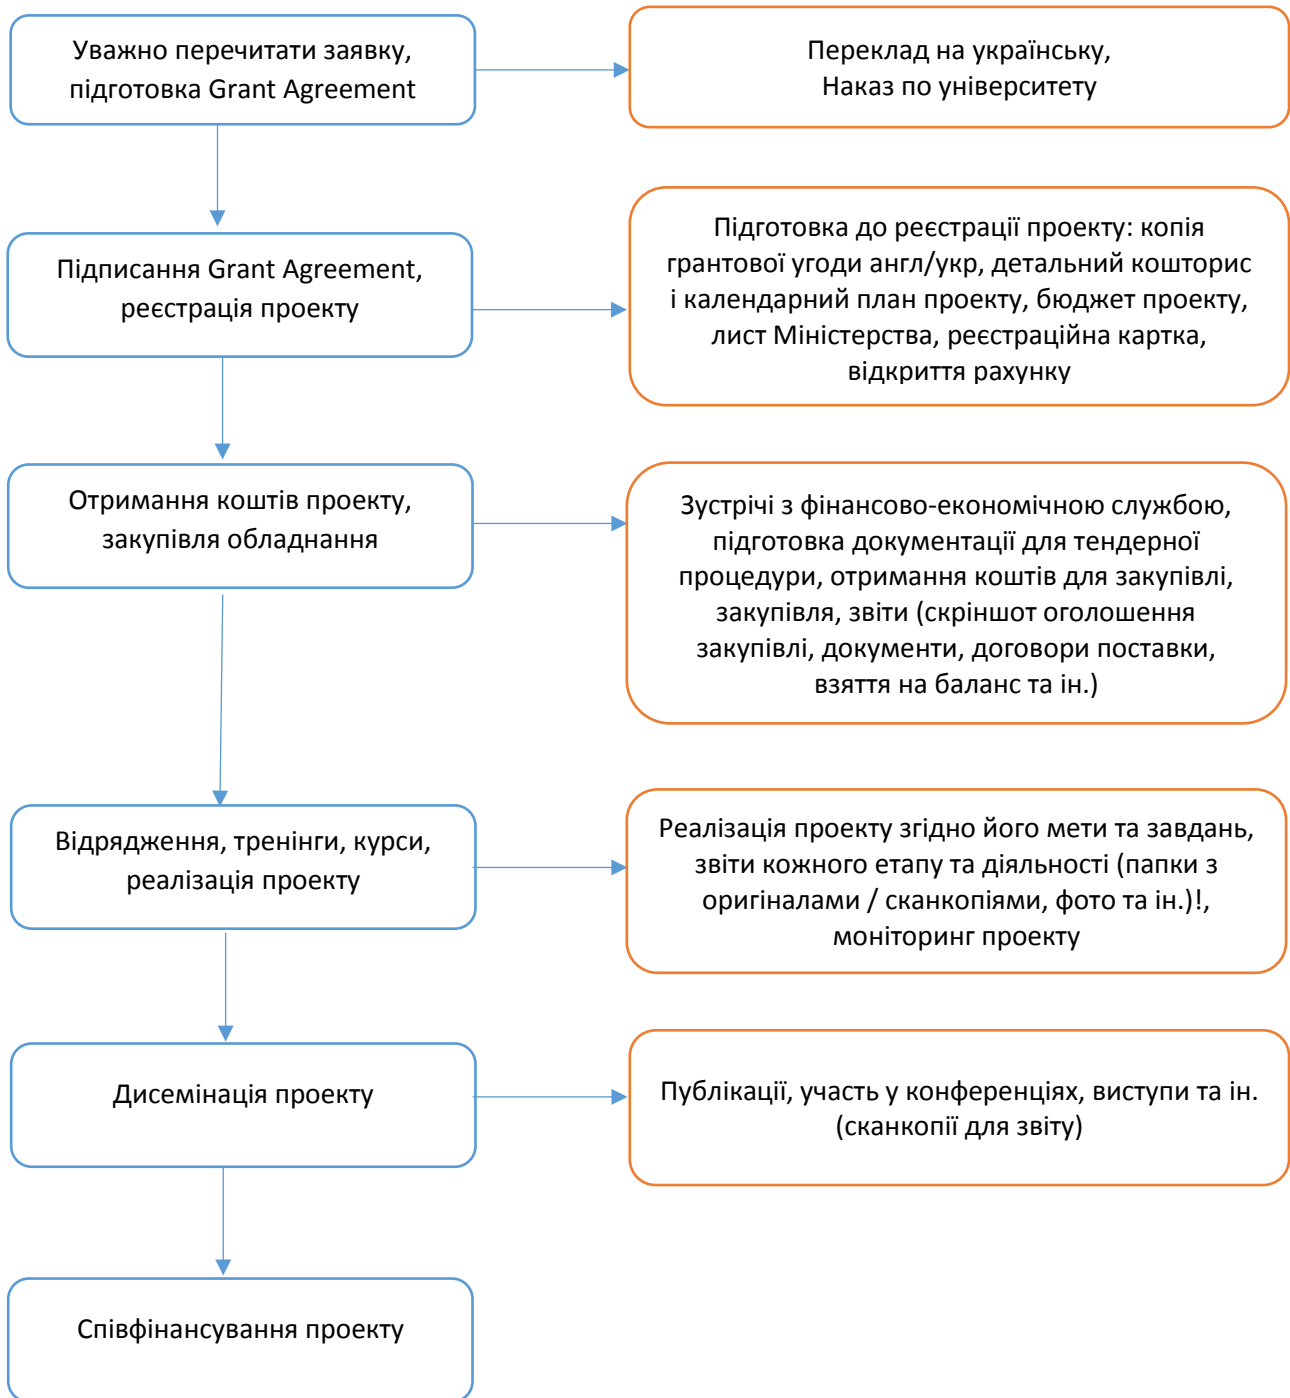 Уважно перечитати заявку,
підготовка Grant Agreement
Переклад на українську,
Наказ по університету
Підписання Grant Agreement,
реєстрація проекту
Підготовка до реєстрації проекту: копія
грантової угоди англ/укр, детальний кошторис
і календарний план проекту, бюджет проекту,
лист Міністерства, реєстраційна картка,
відкриття рахунку
Отримання коштів проекту,
закупівля обладнання
Зустрічі з фінансово-економічною службою,
підготовка документації для тендерної
процедури, отримання коштів для закупівлі,
закупівля, звіти (скріншот оголошення
закупівлі, документи, договори поставки,
взяття на баланс та ін.)
Відрядження, тренінги, курси,
реалізація проекту
Реалізація проекту згідно його мети та завдань,
звіти кожного етапу та діяльності (папки з
оригіналами / сканкопіями, фото та ін.)!,
моніторинг проекту
Дисемінація проекту
Публікації, участь у конференціях, виступи та ін.
(сканкопії для звіту)
Співфінансування проекту